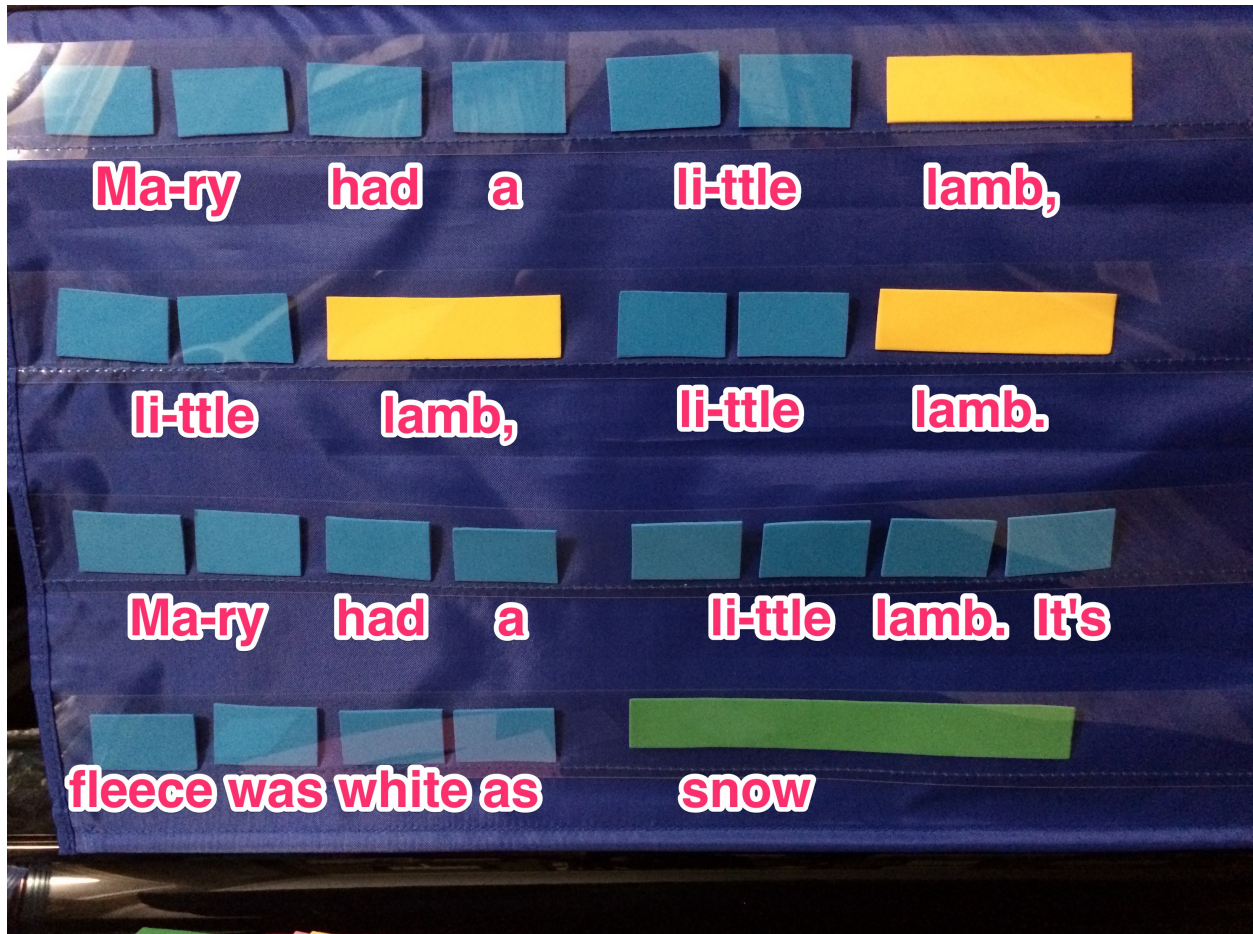 Ma-ry had a li-ttle lamb,
li-ttle lamb, li-ttle lamb.
Ma-ry had a li-ttle lamb. It's
fleece was white as snow